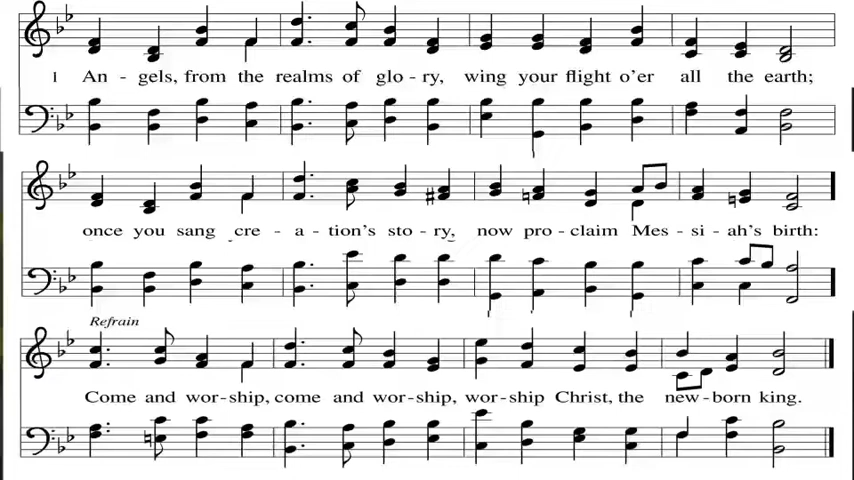 1 An - gels, from the realms of glo - ry, wing your flight o'er all the earth;
once you sang cre - a - tion's sto - ry, now pro - claim Mes - si - ah's birth:
Refrain
Come and wor - ship, come and wor - ship, wor - ship Christ, the new - born king.